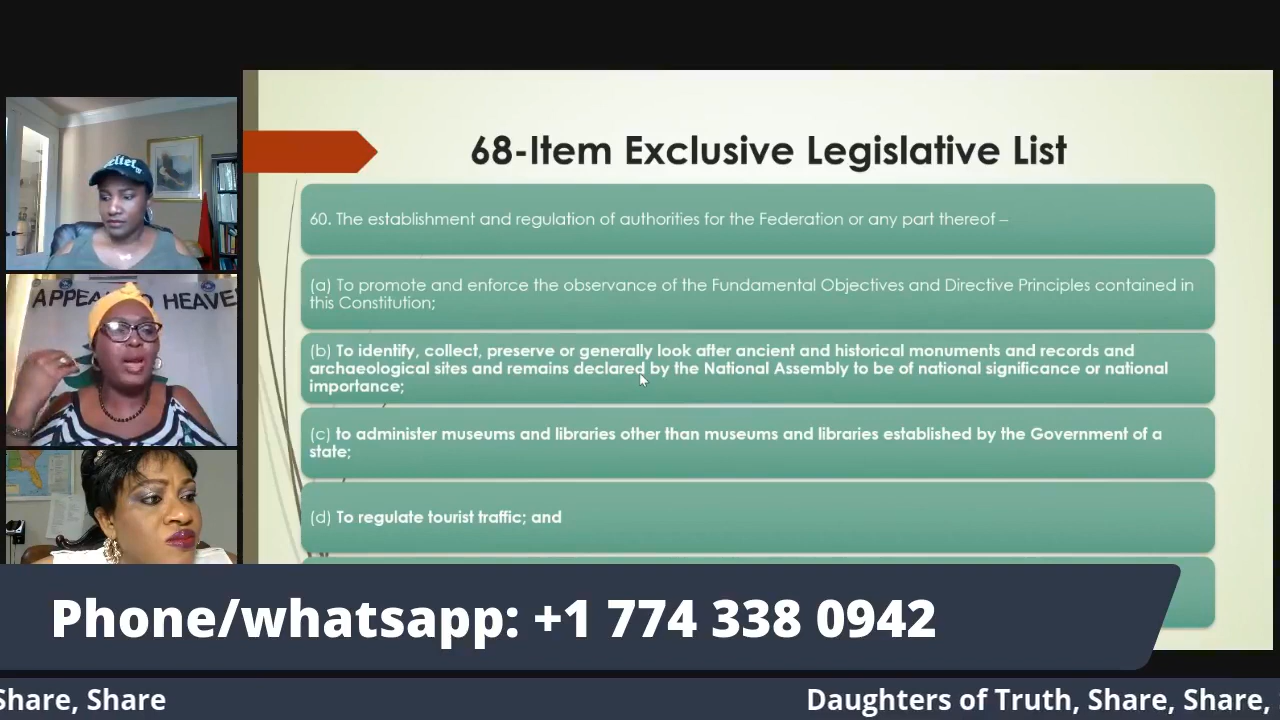 68-Item Exclusive Legislative List
60. The establishment and regulation of authorities for the Federation or any part thereof –
(a) To promote and enforce the observance of the Fundamental Objectives and Directive Principles contained in
this Constitution;
(b) To identify, collect, preserve or generally look after ancient and historical monuments and records and
archaeological sites and remains declared by the National Assembly to be of national significance or national
importance;
(c) to administer museums and libraries other than museums and libraries established by the Government of a
state;
(d) To regulate tourist traffic; and
APPEA O HEAVE
Phone/whatsapp: +1 774 338 0942
Share, Share
Daughters of Truth, Share, Share,